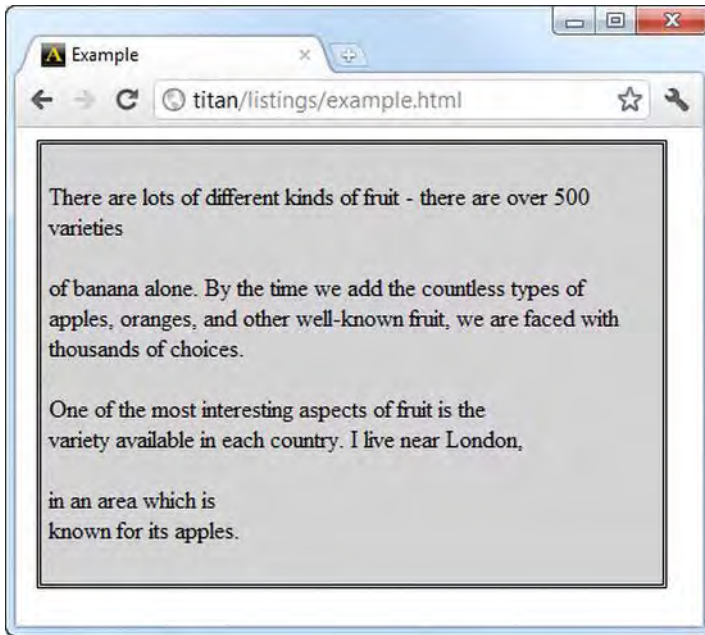 Example
titan/listings/example.html
There are lots of different kinds of fruit - there are over 500
varieties
of banana alone. By the time we add the countless types of
apples, oranges, and other well-known fruit, we are faced with
thousands of choices.
One of the most interesting aspects of fruit is the
variety available in each country. I live near London,
in an area which is
known for its apples.